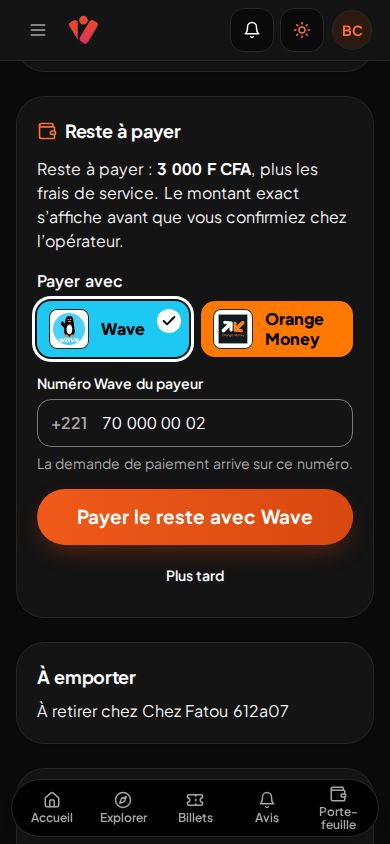 BC
Reste à payer
Reste à payer : 3 000 F CFA, plus les
frais de service. Le montant exact
s’affiche avant que vous confirmiez chez
l’opérateur.
Payer avec
wave
Wave
Orange
Money
Numéro Wave du payeur
+221 70 000 00 02
La demande de paiement arrive sur ce numéro.
Payer le reste avec Wave
Plus tard
À emporter
À retirer chez Chez Fatou 612a07
Accueil
Explorer
Billets
Avis
Porte-
feuille